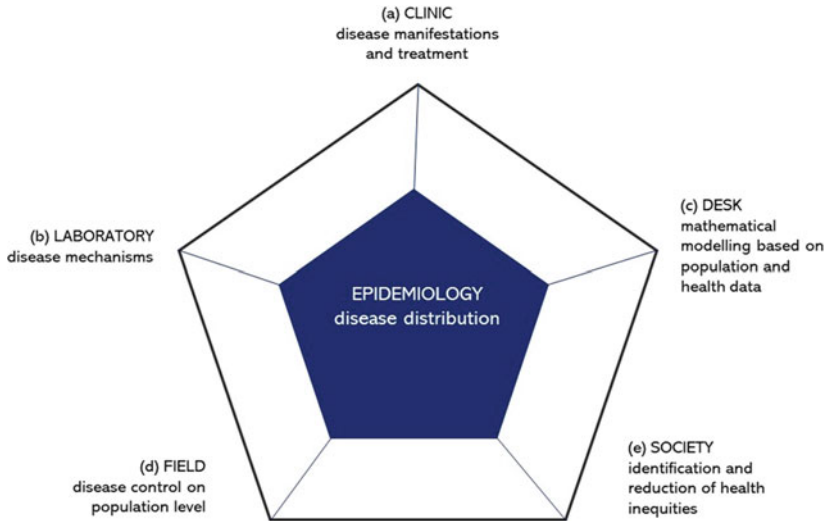 (a) CLINIC
disease manifestations
and treatment
(b) LABORATORY
disease mechanisms
(c) DESK
mathematical
modelling based on
population and
health data
EPIDEMIOLOGY
disease distribution
(d) FIELD
disease control on
population level
(e) SOCIETY
identification and
reduction of health
inequities